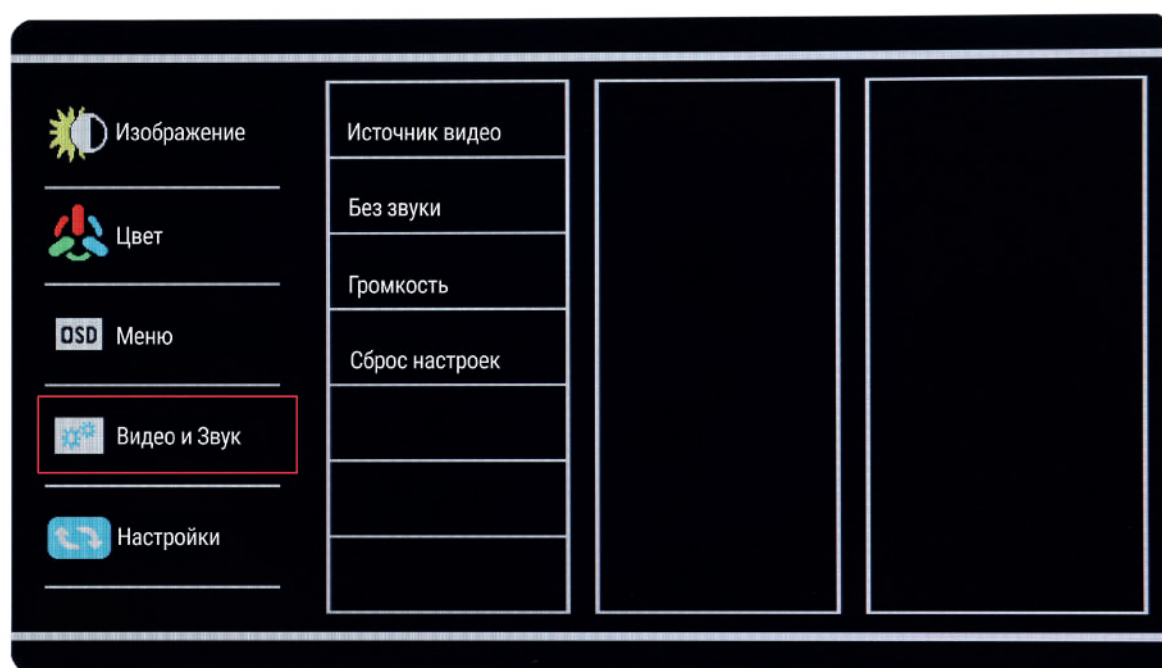 Изображение
Цвет
OSD Меню
Видео и Звук
Настройки
Источник видео
Без звуки
Громкость
Сброс настроек